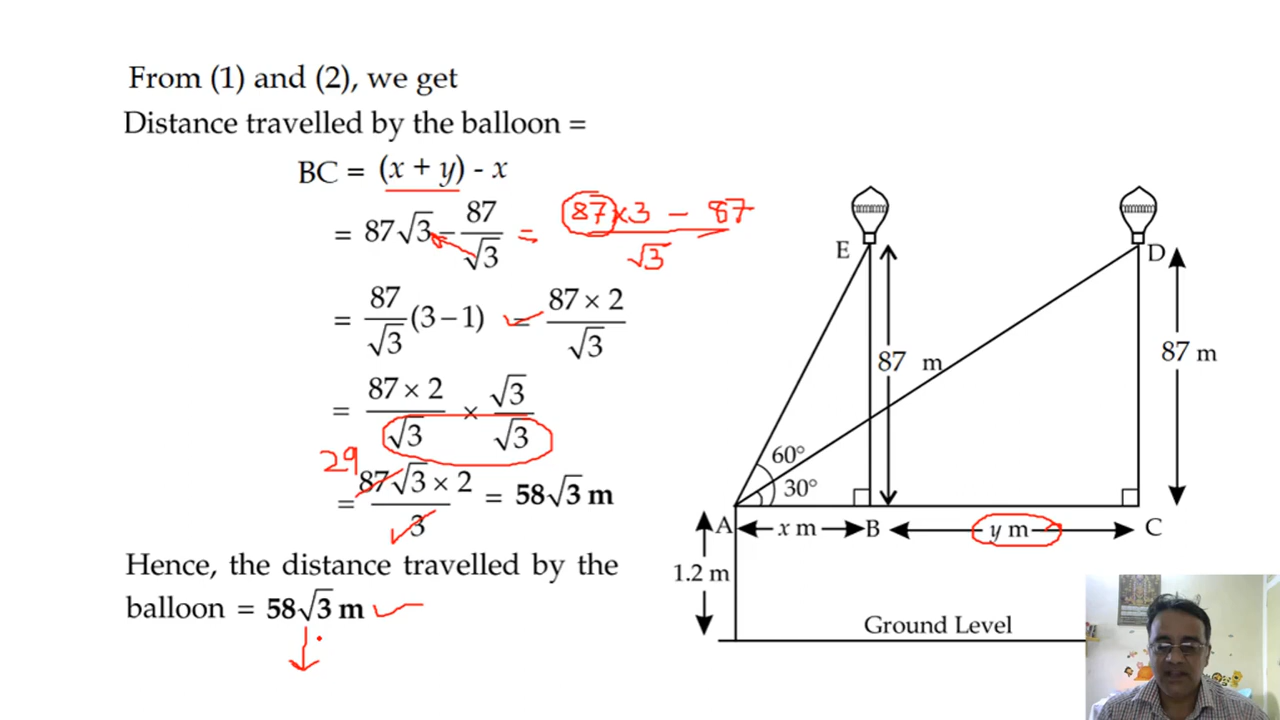 From (1) and (2), we get
Distance travelled by the balloon =
BC = (x + y) - x
= 87√3 − 87/√3 = (87×3 − 87)/√3
= 87/√3 (3−1) = (87 × 2)/√3
= (87 × 2)/√3 × √3/√3
29
= (87√3 × 2)/3 = 58√3 m
Hence, the distance travelled by the
balloon = 58√3 m
E
D
87 m
87 m
60°
30°
A
x m
B
y m
C
1.2 m
Ground Level